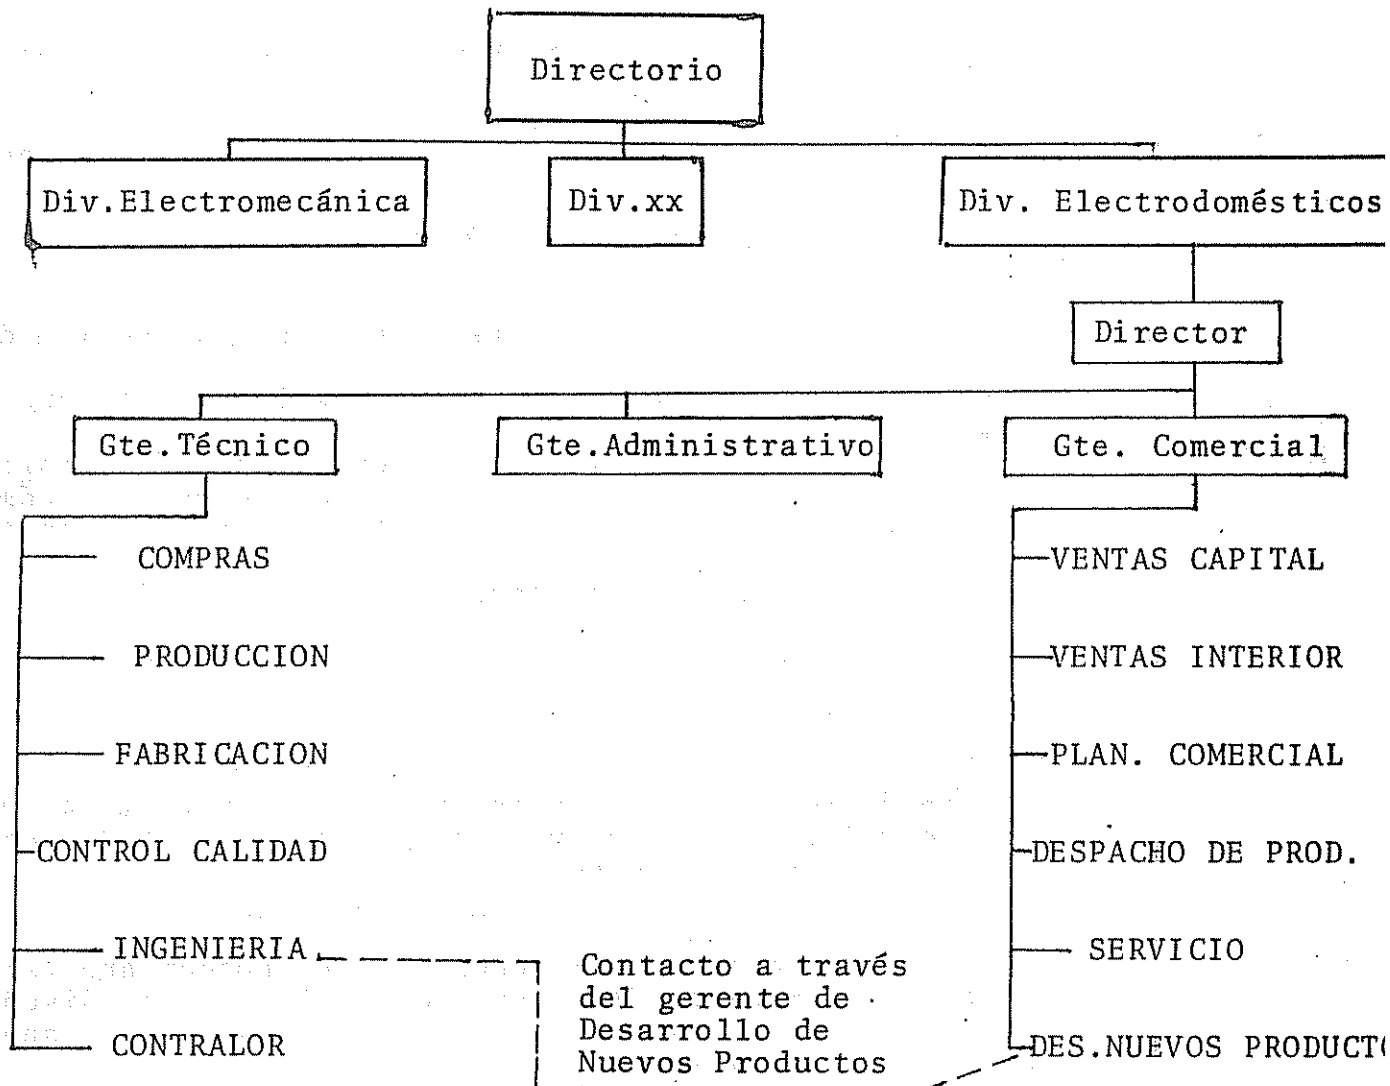 Directorio
Div.Electromecánica
Div.xx
Div. Electrodomésticos
Director
Gte.Técnico
Gte.Administrativo
Gte. Comercial
COMPRAS
PRODUCCION
FABRICACION
CONTROL CALIDAD
INGENIERIA
CONTRALOR
VENTAS CAPITAL
VENTAS INTERIOR
PLAN. COMERCIAL
DESPACHO DE PROD.
SERVICIO
DES.NUEVOS PRODUCTO
Contacto a través
del gerente de
Desarrollo de
Nuevos Productos